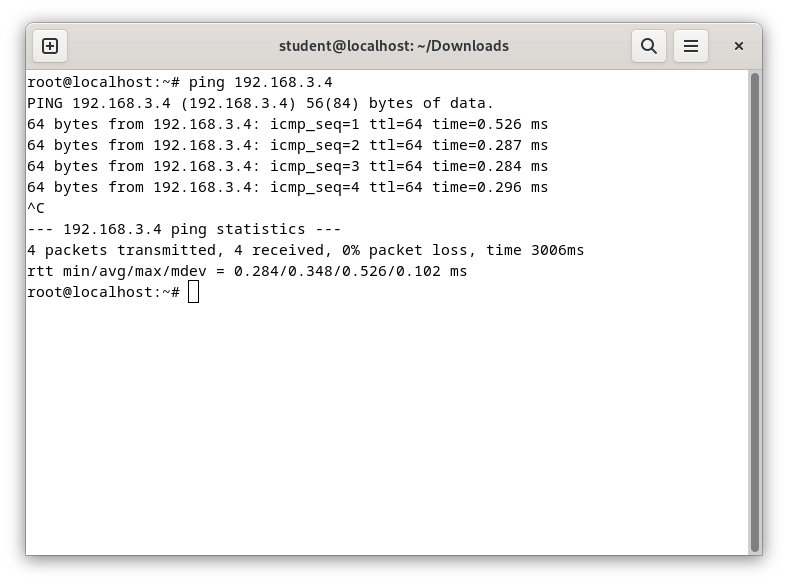 student@localhost: ~/Downloads
root@localhost:~# ping 192.168.3.4
PING 192.168.3.4 (192.168.3.4) 56(84) bytes of data.
64 bytes from 192.168.3.4: icmp_seq=1 ttl=64 time=0.526 ms
64 bytes from 192.168.3.4: icmp_seq=2 ttl=64 time=0.287 ms
64 bytes from 192.168.3.4: icmp_seq=3 ttl=64 time=0.284 ms
64 bytes from 192.168.3.4: icmp_seq=4 ttl=64 time=0.296 ms
^C
--- 192.168.3.4 ping statistics ---
4 packets transmitted, 4 received, 0% packet loss, time 3006ms
rtt min/avg/max/mdev = 0.284/0.348/0.526/0.102 ms
root@localhost:~#